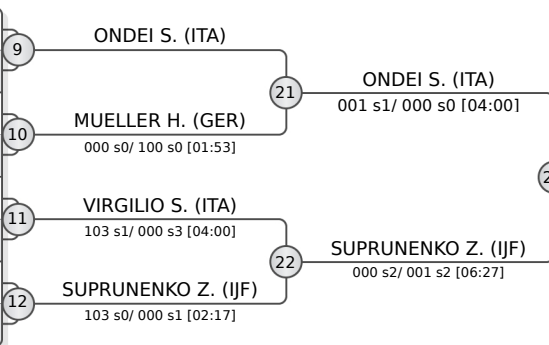 9
ONDEI S. (ITA)
21
ONDEI S. (ITA)
001 s1/ 000 s0 [04:00]
10
MUELLER H. (GER)
000 s0/ 100 s0 [01:53]
11
VIRGILIO S. (ITA)
103 s1/ 000 s3 [04:00]
22
SUPRUNENKO Z. (IJF)
000 s2/ 001 s2 [06:27]
12
SUPRUNENKO Z. (IJF)
103 s0/ 000 s1 [02:17]